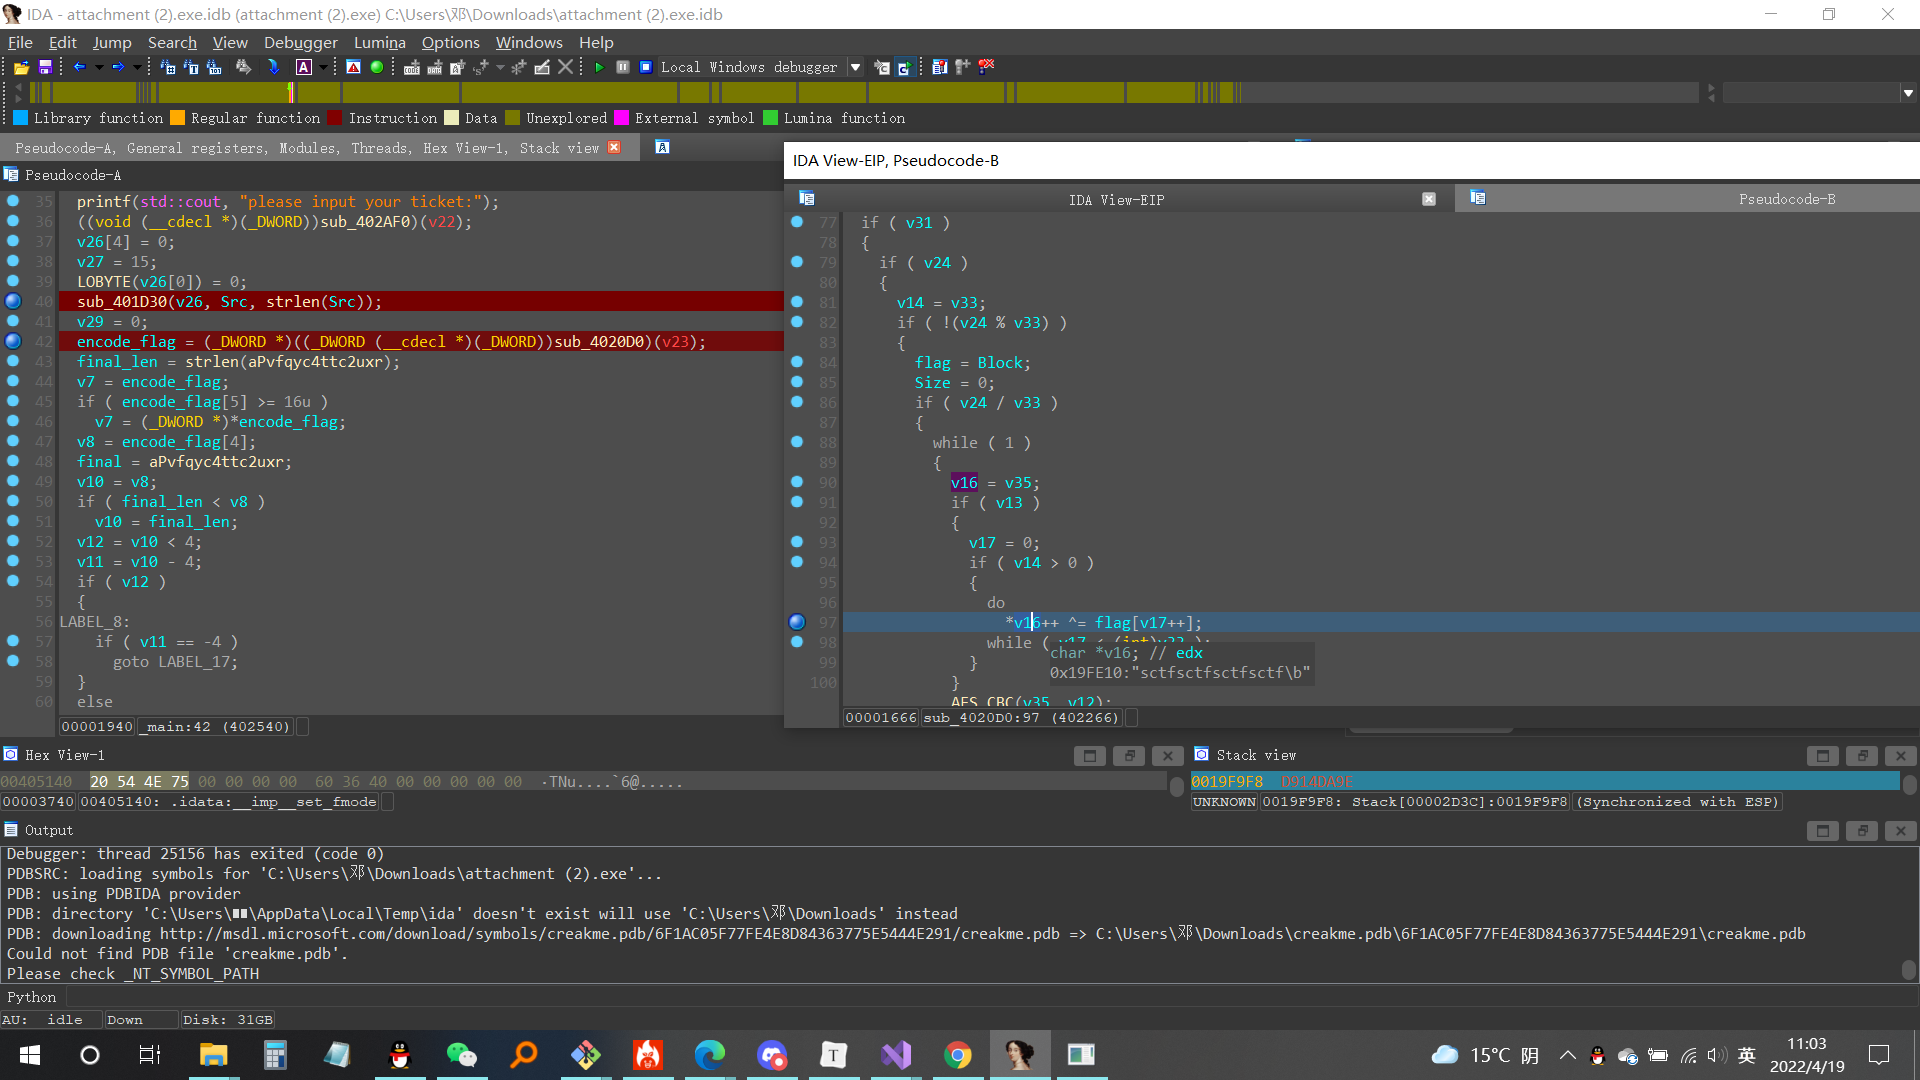 IDA - attachment (2).exe.idb (attachment (2).exe) C:\Users\邓\Downloads\attachment (2).exe.idb
File Edit Jump Search View Debugger Lumina Options Windows Help
Local Windows debugger
Library function Regular function Instruction Data Unexplored External symbol Lumina function
Pseudocode-A, General registers, Modules, Threads, Hex View-1, Stack view
Pseudocode-A
35 printf(std::cout, "please input your ticket:");
36 ((void (__cdecl *)(_DWORD))sub_402AF0)(v22);
37 v26[4] = 0;
38 v27 = 15;
39 LOBYTE(v26[0]) = 0;
40 sub_401D30(v26, Src, strlen(Src));
41 v29 = 0;
42 encode_flag = (_DWORD *)((_DWORD (__cdecl *)(_DWORD))sub_4020D0)(v23);
43 final_len = strlen(aPvfqyc4ttc2uxr);
44 v7 = encode_flag;
45 if ( encode_flag[5] >= 16u )
46 v7 = (_DWORD *)*encode_flag;
47 v8 = encode_flag[4];
48 final = aPvfqyc4ttc2uxr;
49 v10 = v8;
50 if ( final_len < v8 )
51 v10 = final_len;
52 v12 = v10 < 4;
53 v11 = v10 - 4;
54 if ( v12 )
55 {
56 LABEL_8:
57 if ( v11 == -4 )
58 goto LABEL_17;
59 }
60 else
00001940 _main:42 (402540)
IDA View-EIP, Pseudocode-B
IDA View-EIP
Pseudocode-B
77 if ( v31 )
78 {
79 if ( v24 )
80 {
81 v14 = v33;
82 if ( !(v24 % v33) )
83 {
84 flag = Block;
85 Size = 0;
86 if ( v24 / v33 )
87 {
88 while ( 1 )
89 {
90 v16 = v35;
91 if ( v13 )
92 {
93 v17 = 0;
94 if ( v14 > 0 )
95 {
96 do
97 *v16++ ^= flag[v17++];
98 while ( v17 < (int)v33 );
99 }
100 }
AES_CBC(v35, v12);
char *v16; // edx
0x19FE10:"sctfsctfsctfsctf\b"
00001666 sub_4020D0:97 (402266)
Hex View-1
00405140 20 54 4E 75 00 00 00 00 60 36 40 00 00 00 00 00 ·TNu....`6@.....
00003740 00405140: .idata:__imp__set_fmode
Stack view
0019F9F8 D914DA9E
UNKNOWN 0019F9F8: Stack[00002D3C]:0019F9F8 (Synchronized with ESP)
Output
Debugger: thread 25156 has exited (code 0)
PDBSRC: loading symbols for 'C:\Users\邓\Downloads\attachment (2).exe'...
PDB: using PDBIDA provider
PDB: directory 'C:\Users\▯▯\AppData\Local\Temp\ida' doesn't exist will use 'C:\Users\邓\Downloads' instead
PDB: downloading http://msdl.microsoft.com/download/symbols/creakme.pdb/6F1AC05F77FE4E8D84363775E5444E291/creakme.pdb => C:\Users\邓\Downloads\creakme.pdb\6F1AC05F77FE4E8D84363775E5444E291\creakme.pdb
Could not find PDB file 'creakme.pdb'.
Please check _NT_SYMBOL_PATH
Python
AU: idle Down Disk: 31GB
15°C 阴
英
11:03
2022/4/19